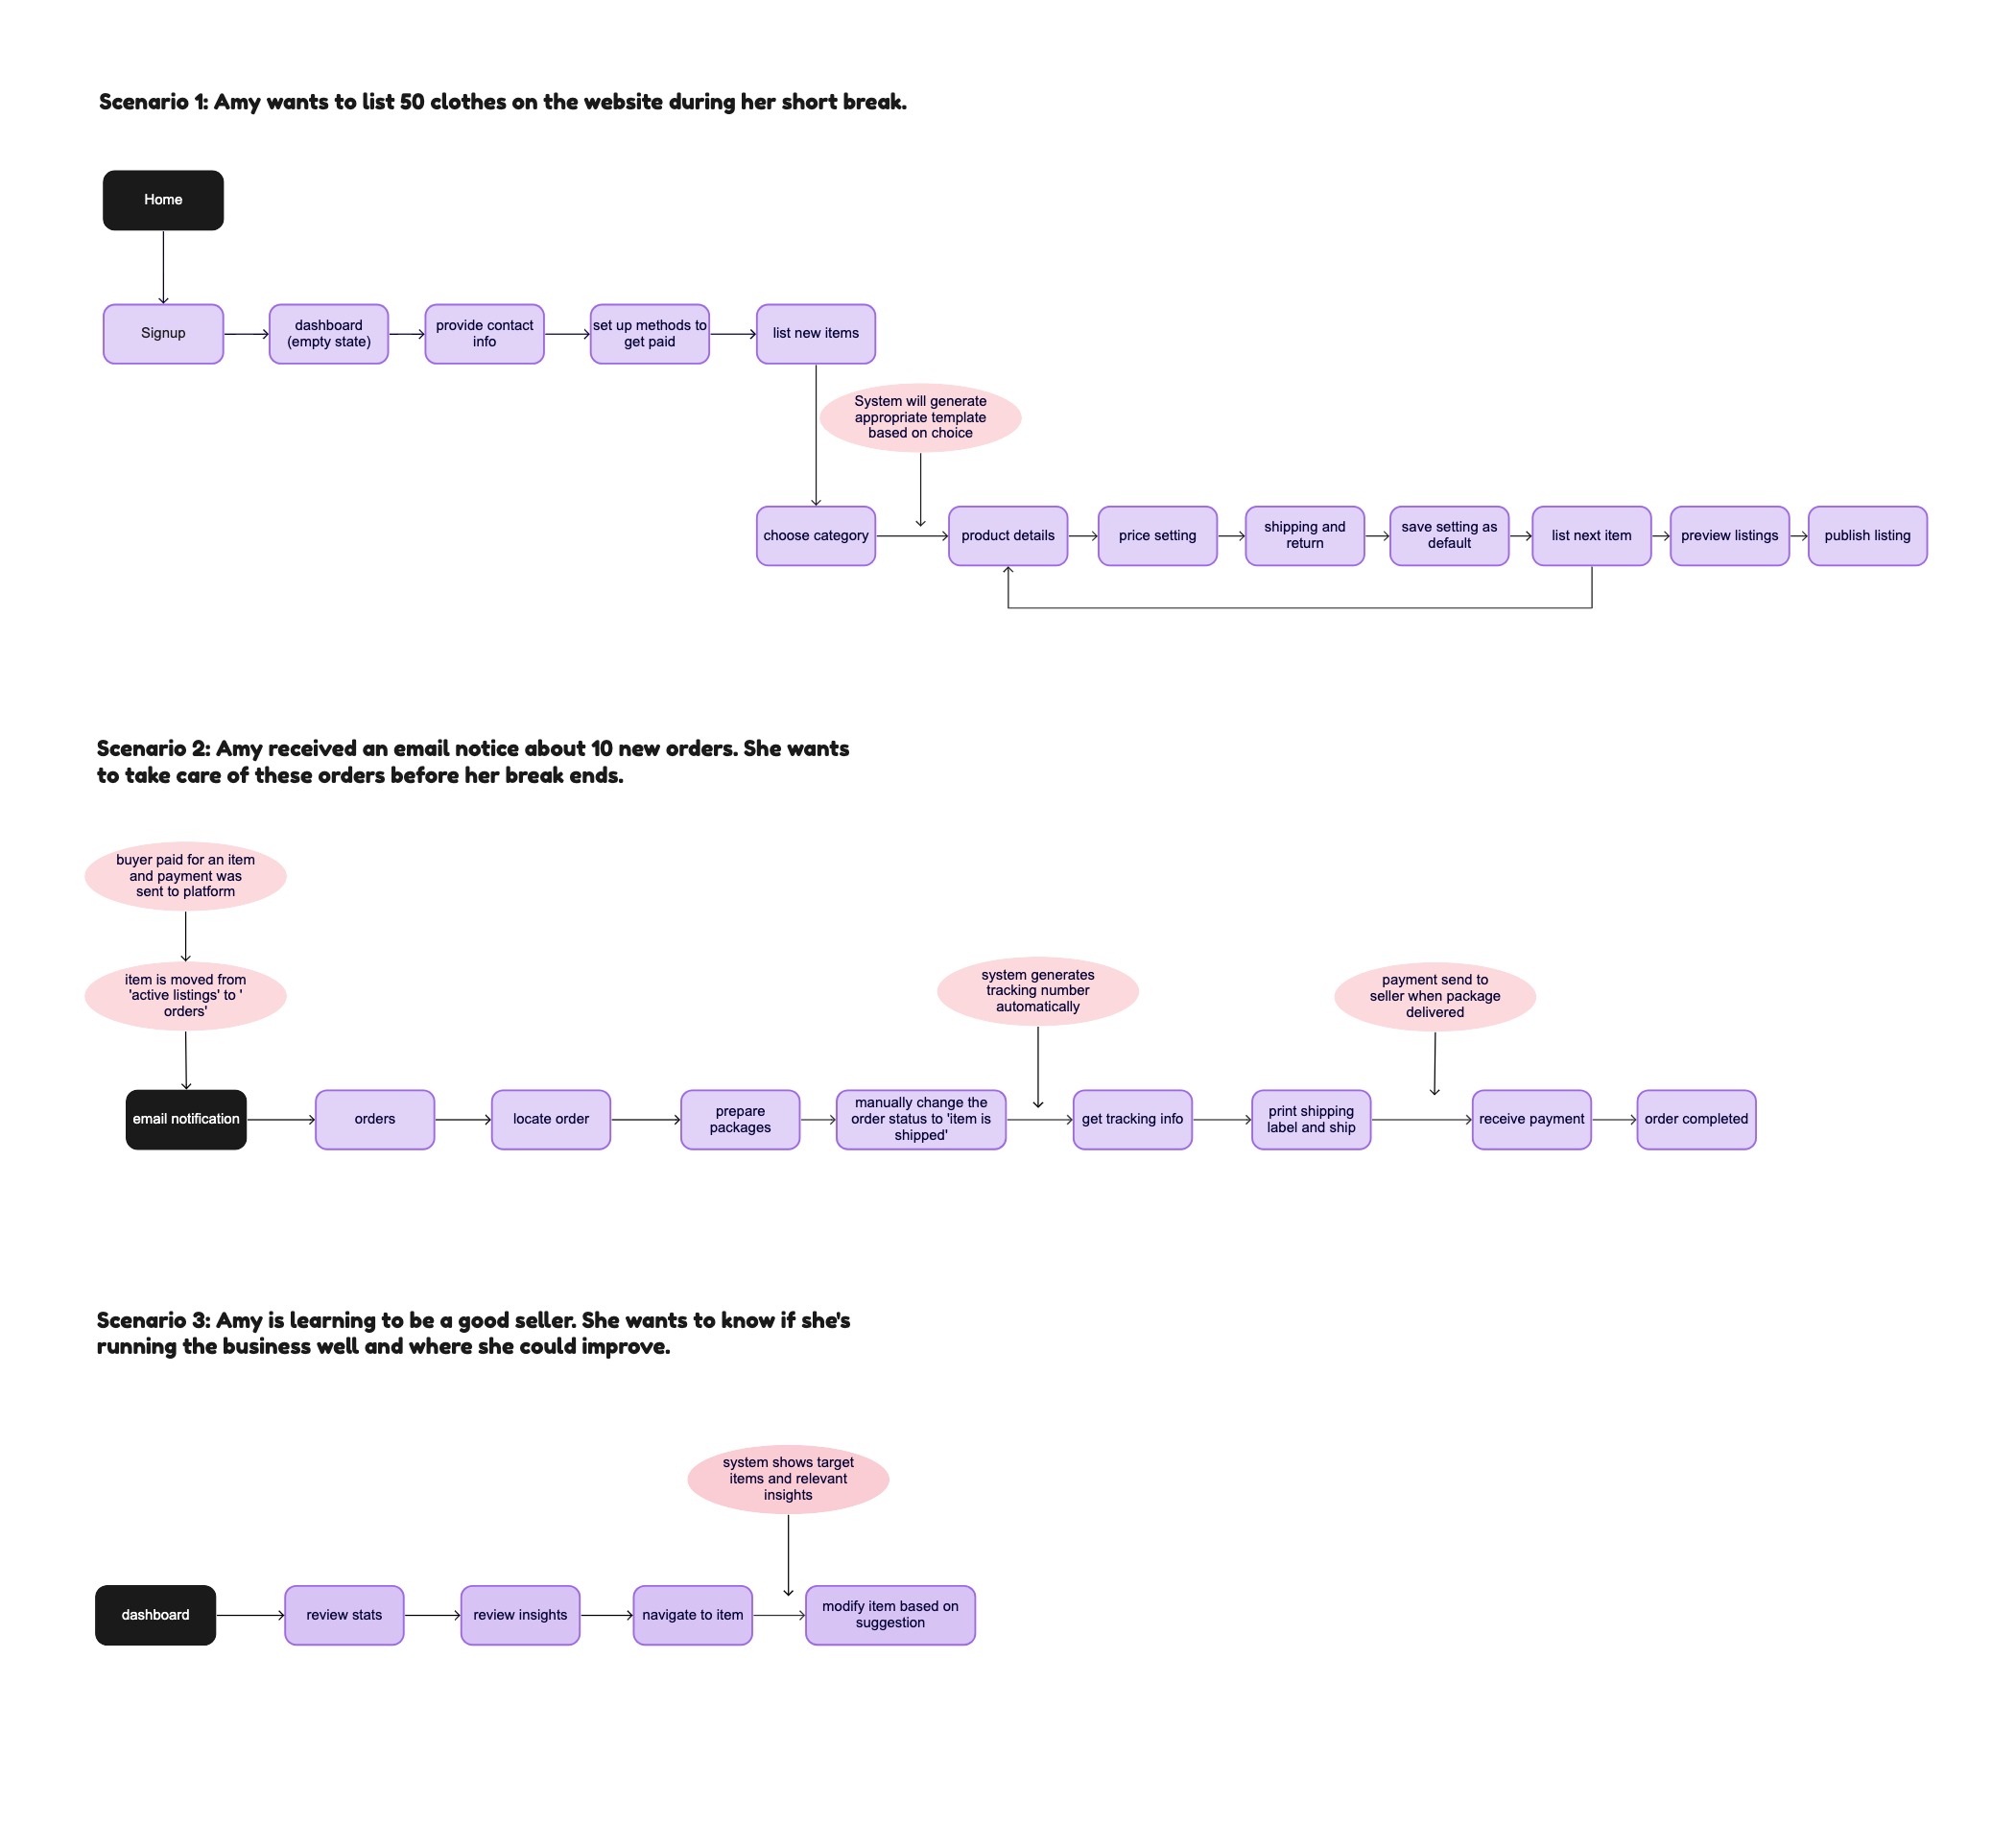 Scenario 1: Amy wants to list 50 clothes on the website during her short break.
Home
Signup
dashboard
(empty state)
provide contact
info
set up methods to
get paid
list new items
System will generate
appropriate template
based on choice
choose category
product details
price setting
shipping and
return
save setting as
default
list next item
preview listings
publish listing
Scenario 2: Amy received an email notice about 10 new orders. She wants
to take care of these orders before her break ends.
buyer paid for an item
and payment was
sent to platform
item is moved from
'active listings' to '
orders'
system generates
tracking number
automatically
payment send to
seller when package
delivered
email notification
orders
locate order
prepare
packages
manually change the
order status to 'item is
shipped'
get tracking info
print shipping
label and ship
receive payment
order completed
Scenario 3: Amy is learning to be a good seller. She wants to know if she's
running the business well and where she could improve.
system shows target
items and relevant
insights
dashboard
review stats
review insights
navigate to item
modify item based on
suggestion